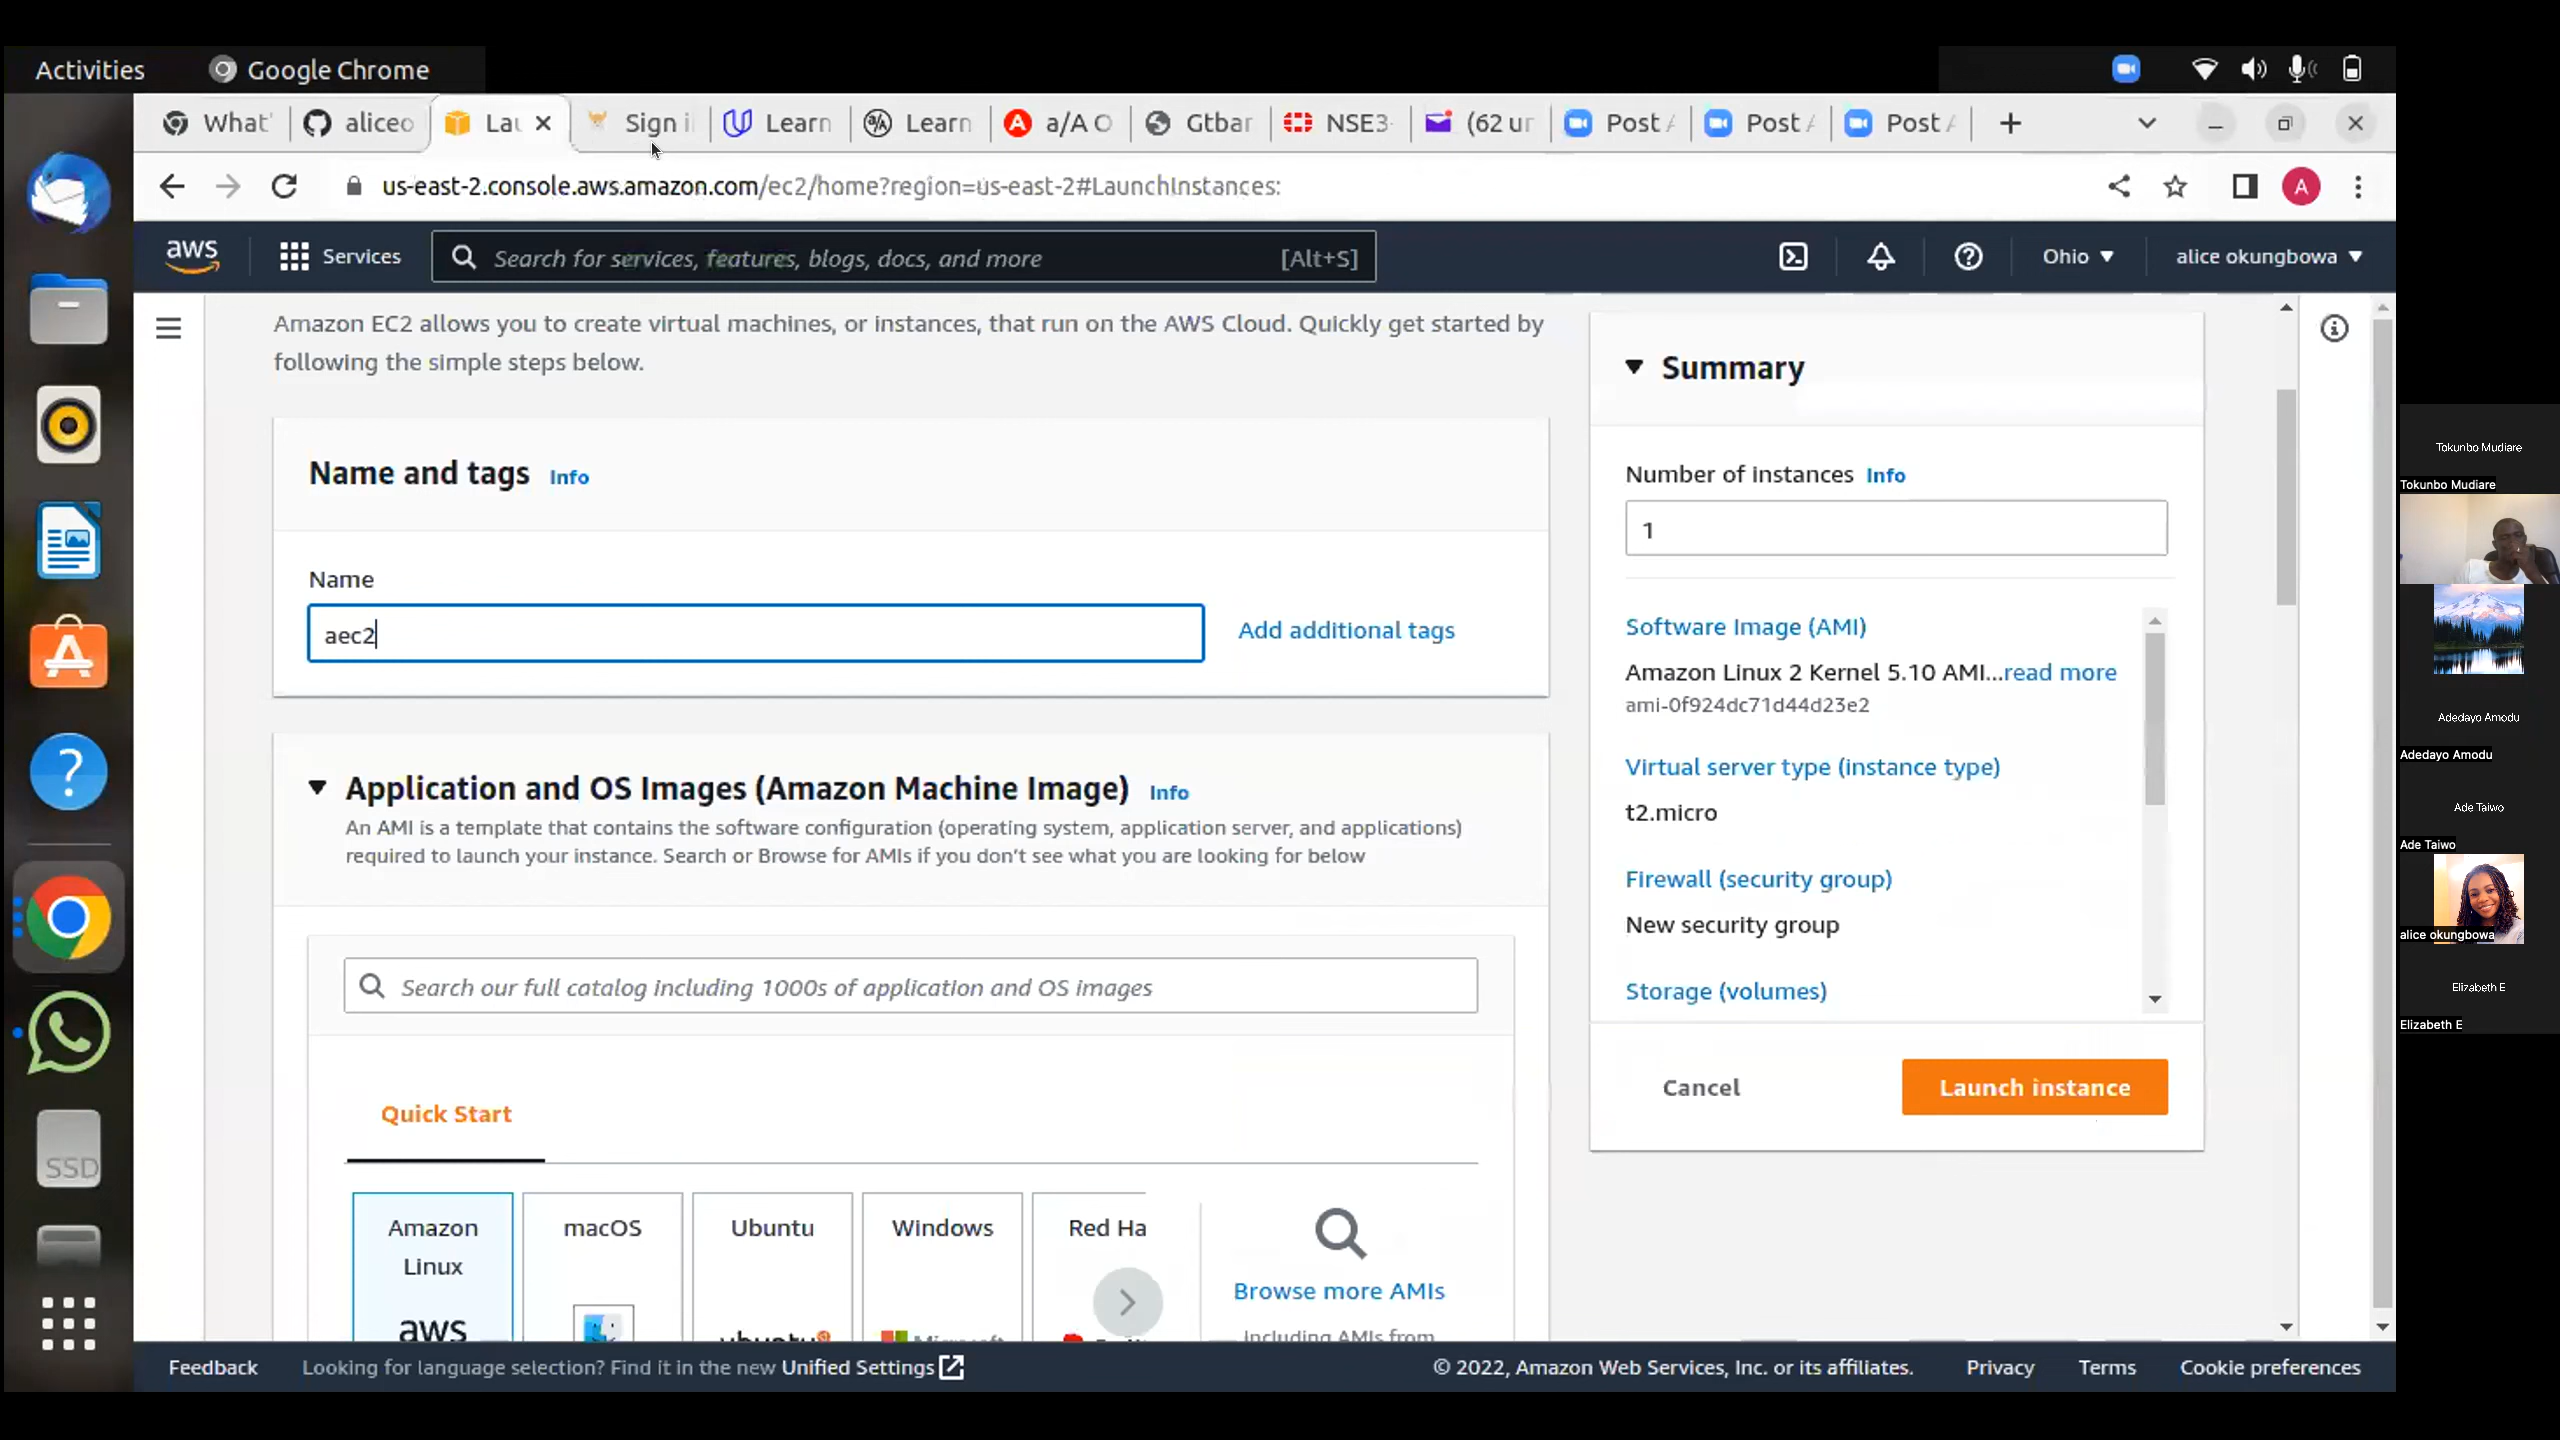 Activities
Google Chrome
What'
aliceo
Lau
Sign i
Learn
Learn
a/A O
Gtbar
NSE3-
(62 ur
Post
Post
Post
us-east-2.console.aws.amazon.com/ec2/home?region=us-east-2#LaunchInstances:
A
aws
Services
Search for services, features, blogs, docs, and more
[Alt+S]
Ohio
alice okungbowa
Amazon EC2 allows you to create virtual machines, or instances, that run on the AWS Cloud. Quickly get started by
following the simple steps below.
Name and tags Info
Name
aec2
Add additional tags
Application and OS Images (Amazon Machine Image) Info
An AMI is a template that contains the software configuration (operating system, application server, and applications)
required to launch your instance. Search or Browse for AMIs if you don't see what you are looking for below
Search our full catalog including 1000s of application and OS images
Quick Start
Amazon
Linux
aws
macOS
Ubuntu
ubuntu
Windows
Microsoft
Red Ha
Browse more AMIs
Including AMIs from
Summary
Number of instances Info
1
Software Image (AMI)
Amazon Linux 2 Kernel 5.10 AMI...read more
ami-0f924dc71d44d23e2
Virtual server type (instance type)
t2.micro
Firewall (security group)
New security group
Storage (volumes)
Cancel
Launch instance
SSD
Feedback
Looking for language selection? Find it in the new Unified Settings
© 2022, Amazon Web Services, Inc. or its affiliates.
Privacy
Terms
Cookie preferences
Tokunbo Mudiare
Tokunbo Mudiare
Adedayo Amodu
Adedayo Amodu
Ade Taiwo
Ade Taiwo
alice okungbowa
Elizabeth E
Elizabeth E